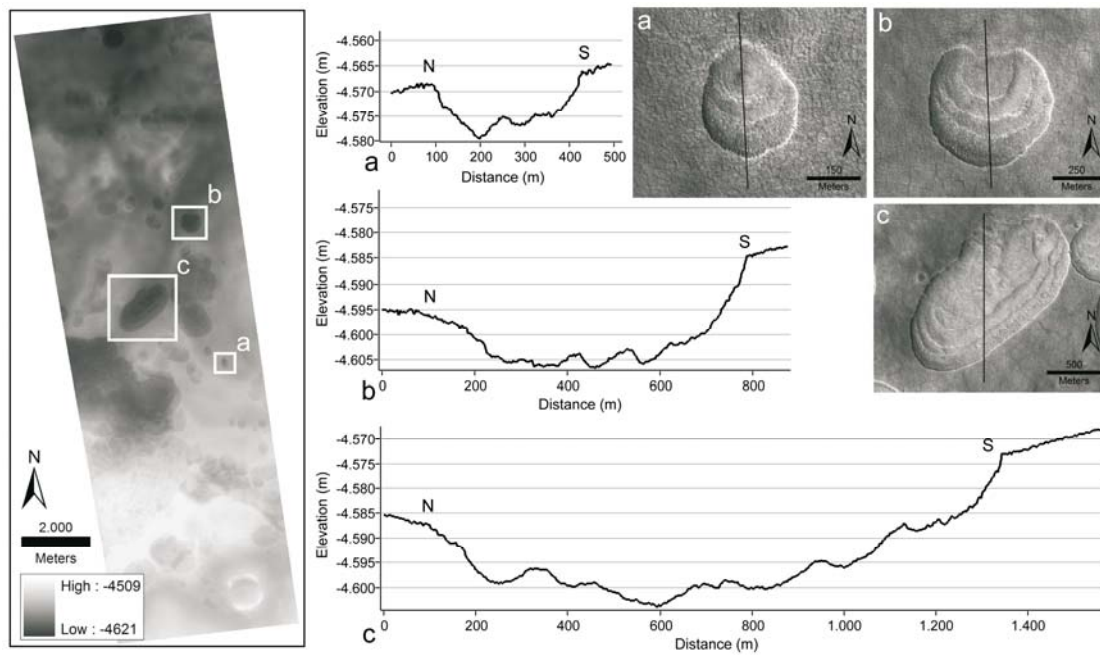 b
c
a
N
2.000
Meters
High : -4509
Low : -4621
Elevation (m)
-4.560
-4.565
-4.570
-4.575
-4.580
N
S
0 100 200 300 400 500
Distance (m)
a
a
150
Meters
b
250
Meters
Elevation (m)
-4.575
-4.580
-4.585
-4.595
-4.600
-4.605
N
S
0 200 400 600 800
Distance (m)
b
c
500
Meters
Elevation (m)
-4.570
-4.575
-4.580
-4.585
-4.590
-4.595
-4.600
N
S
0 200 400 600 800 1.000 1.200 1.400
Distance (m)
c